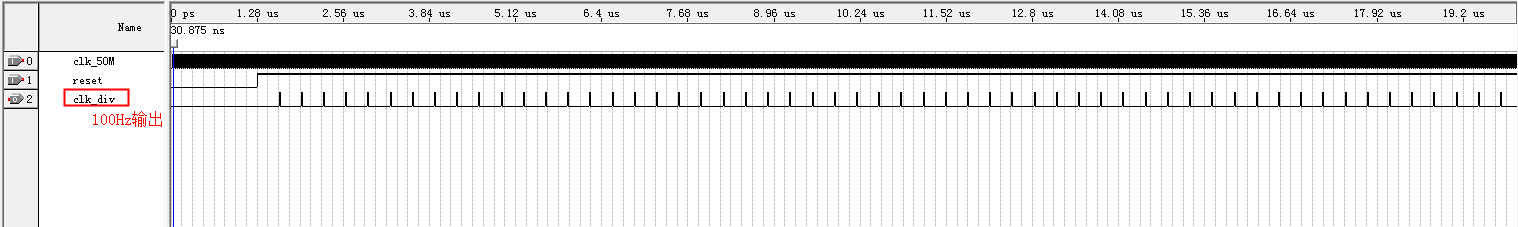 0 ps 1.28 us 2.56 us 3.84 us 5.12 us 6.4 us 7.68 us 8.96 us 10.24 us 11.52 us 12.8 us 14.08 us 15.36 us 16.64 us 17.92 us 19.2 us
Name
30.875 ns
0 clk_50M
1 reset
2 clk_div
100Hz输出